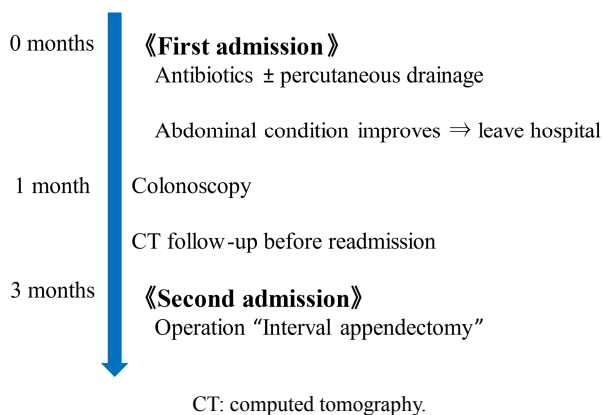 0 months 《First admission》
Antibiotics ± percutaneous drainage
Abdominal condition improves ⇒ leave hospital
1 month Colonoscopy
CT follow-up before readmission
3 months 《Second admission》
Operation “Interval appendectomy”
CT: computed tomography.